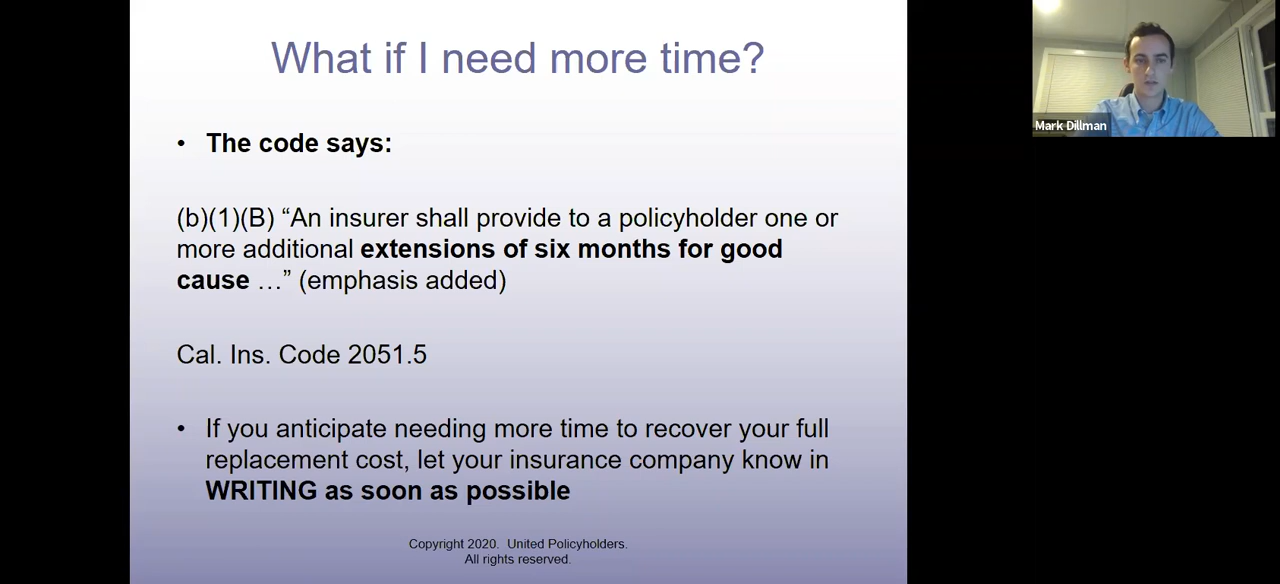 What if I need more time?
• The code says:
(b)(1)(B) “An insurer shall provide to a policyholder one or
more additional extensions of six months for good
cause …” (emphasis added)
Cal. Ins. Code 2051.5
• If you anticipate needing more time to recover your full
replacement cost, let your insurance company know in
WRITING as soon as possible
Copyright 2020.  United Policyholders.
All rights reserved.
Mark Dillman